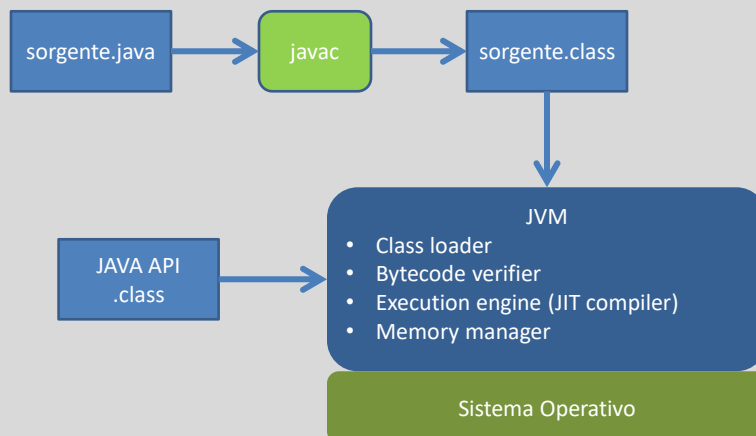 sorgente.java
javac
sorgente.class
JVM
• Class loader
• Bytecode verifier
• Execution engine (JIT compiler)
• Memory manager
JAVA API
.class
Sistema Operativo